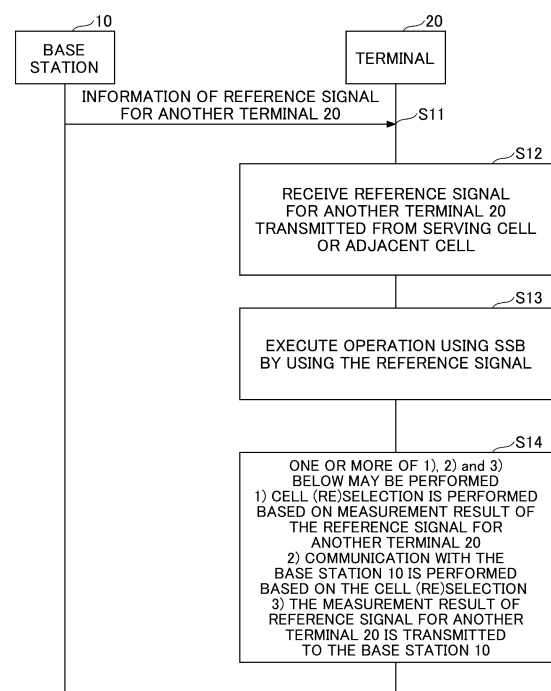 10
20
BASE
STATION
TERMINAL
INFORMATION OF REFERENCE SIGNAL
FOR ANOTHER TERMINAL 20
S11
S12
RECEIVE REFERENCE SIGNAL
FOR ANOTHER TERMINAL 20
TRANSMITTED FROM SERVING CELL
OR ADJACENT CELL
S13
EXECUTE OPERATION USING SSB
BY USING THE REFERENCE SIGNAL
S14
ONE OR MORE OF 1), 2) and 3)
BELOW MAY BE PERFORMED
1) CELL (RE)SELECTION IS PERFORMED
BASED ON MEASUREMENT RESULT OF
THE REFERENCE SIGNAL FOR
ANOTHER TERMINAL 20
2) COMMUNICATION WITH THE
BASE STATION 10 IS PERFORMED
BASED ON THE CELL (RE)SELECTION
3) THE MEASUREMENT RESULT OF
REFERENCE SIGNAL FOR ANOTHER
TERMINAL 20 IS TRANSMITTED
TO THE BASE STATION 10